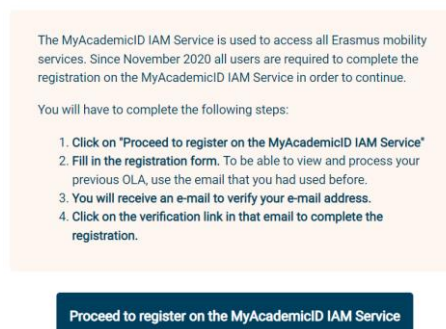 The MyAcademicID IAM Service is used to access all Erasmus mobility
services. Since November 2020 all users are required to complete the
registration on the MyAcademicID IAM Service in order to continue.
You will have to complete the following steps:
1. Click on "Proceed to register on the MyAcademicID IAM Service"
2. Fill in the registration form. To be able to view and process your
previous OLA, use the email that you had used before.
3. You will receive an e-mail to verify your e-mail address.
4. Click on the verification link in that email to complete the
registration.
Proceed to register on the MyAcademicID IAM Service